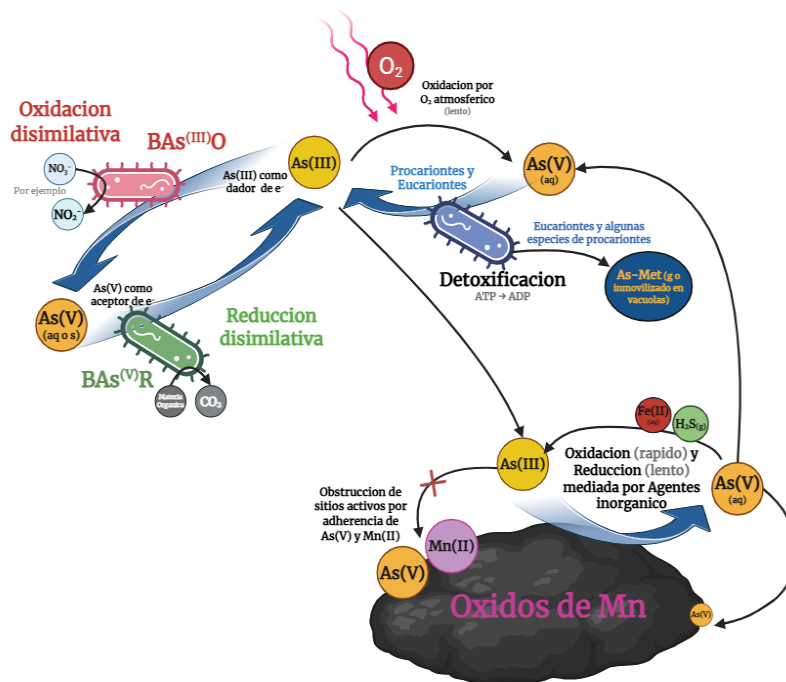 O₂
Oxidacion por
O₂ atmosferico
(lento)
Oxidacion
disimilativa
BAs⁽ᴵᴵᴵ⁾O
NO₃⁻
Por ejemplo
NO₂⁻
As(III) como
dador de e⁻
As(III)
Procariontes y
Eucariontes
As(V)
(aq)
Eucariontes y algunas
especies de procariontes
Detoxificacion
ATP → ADP
As-Met (g o
inmovilizado en
vacuolas)
As(V) como
aceptor de e⁻
As(V)
(aq o s)
Reduccion
disimilativa
BAs⁽ⱽ⁾R
Materia
Organica
CO₂
Fe(II)
(aq)
H₂S(g)
As(III)
Oxidacion (rapido) y
Reduccion (lento)
mediada por Agentes
inorganico
As(V)
(aq)
Obstruccion de
sitios activos por
adherencia de
As(V) y Mn(II)
Mn(II)
As(V)
Oxidos de Mn
As(V)